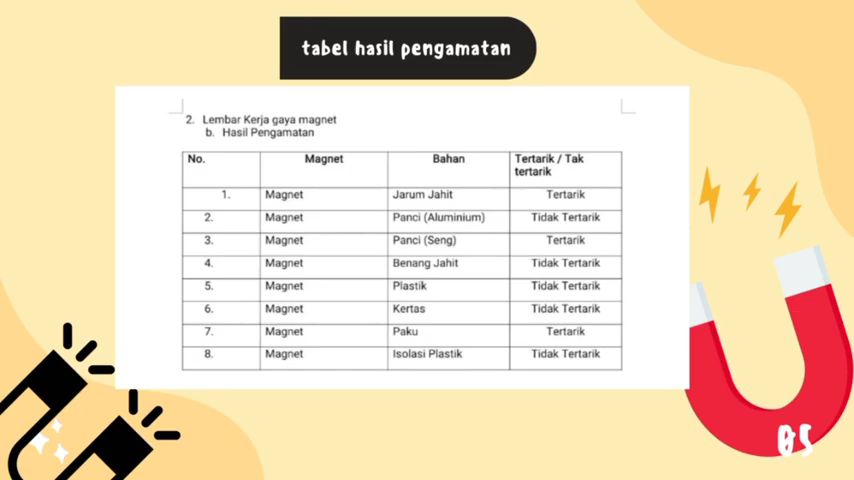 tabel hasil pengamatan
2. Lembar Kerja gaya magnet
b. Hasil Pengamatan
No. Magnet Bahan Tertarik / Tak tertarik
1. Magnet Jarum Jahit Tertarik
2. Magnet Panci (Aluminium) Tidak Tertarik
3. Magnet Panci (Seng) Tertarik
4. Magnet Benang Jahit Tidak Tertarik
5. Magnet Plastik Tidak Tertarik
6. Magnet Kertas Tidak Tertarik
7. Magnet Paku Tertarik
8. Magnet Isolasi Plastik Tidak Tertarik
05